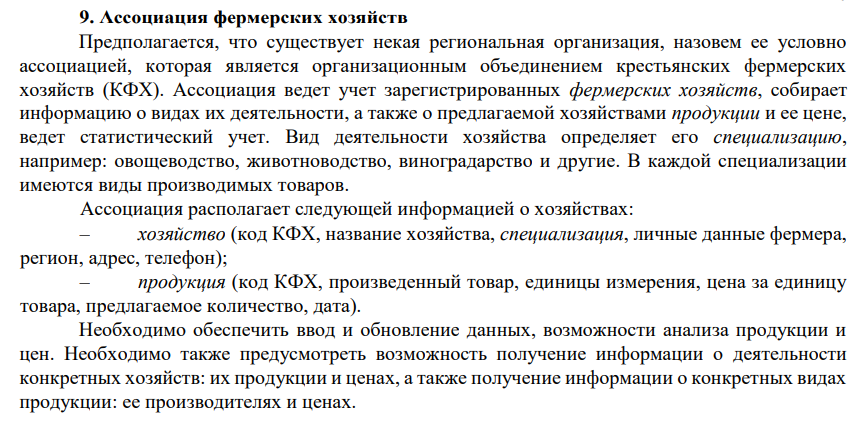 9. Ассоциация фермерских хозяйств
Предполагается, что существует некая региональная организация, назовем ее условно
ассоциацией, которая является организационным объединением крестьянских фермерских
хозяйств (КФХ). Ассоциация ведет учет зарегистрированных фермерских хозяйств, собирает
информацию о видах их деятельности, а также о предлагаемой хозяйствами продукции и ее цене,
ведет статистический учет. Вид деятельности хозяйства определяет его специализацию,
например: овощеводство, животноводство, виноградарство и другие. В каждой специализации
имеются виды производимых товаров.
Ассоциация располагает следующей информацией о хозяйствах:
– хозяйство (код КФХ, название хозяйства, специализация, личные данные фермера,
регион, адрес, телефон);
– продукция (код КФХ, произведенный товар, единицы измерения, цена за единицу
товара, предлагаемое количество, дата).
Необходимо обеспечить ввод и обновление данных, возможности анализа продукции и
цен. Необходимо также предусмотреть возможность получение информации о деятельности
конкретных хозяйств: их продукции и ценах, а также получение информации о конкретных видах
продукции: ее производителях и ценах.